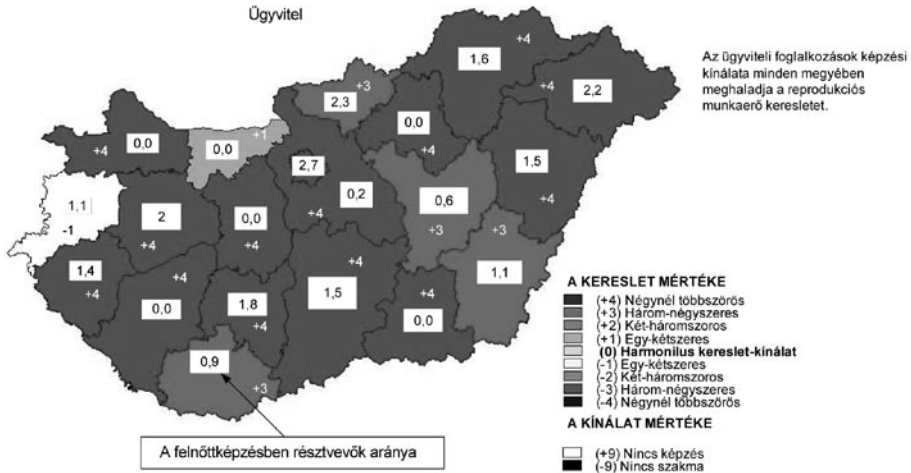 Ügyvitel
Az ügyviteli foglalkozások képzési
kínálata minden megyében
meghaladja a reprodukciós
munkaerő keresletet.
+4
1,6
+3
2,3
+4
2,2
0,0
+4
+4
0,0
+1
0,0
2,7
1,5
+4
0,2
+4
0,6
+3
1,1
-1
2
+4
0,0
+4
+3
1,1
1,4
+4
+4
0,0
1,8
+4
+4
1,5
+4
0,0
0,9
+3
A felnőttképzésben résztvevők aránya
A KERESLET MÉRTÉKE
(+4) Négynél többszörös
(+3) Három-négyszeres
(+2) Két-háromszoros
(+1) Egy-kétszeres
(0) Harmonilus kereslet-kínálat
(-1) Egy-kétszeres
(-2) Két-háromszoros
(-3) Három-négyszeres
(-4) Négynél többszörös
A KÍNÁLAT MÉRTÉKE
(+9) Nincs képzés
(-9) Nincs szakma